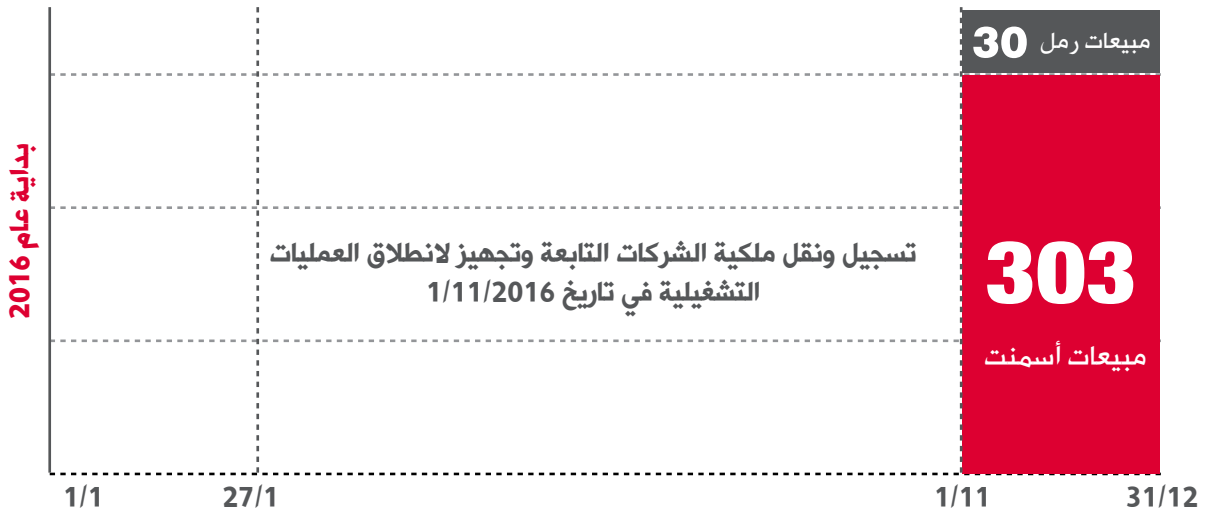 مبيعات رمل 30
303
مبيعات أسمنت
تسجيل ونقل ملكية الشركات التابعة وتجهيز لانطلاق العمليات
التشغيلية في تاريخ 1/11/2016
بداية عام 2016
1/1
27/1
1/11
31/12